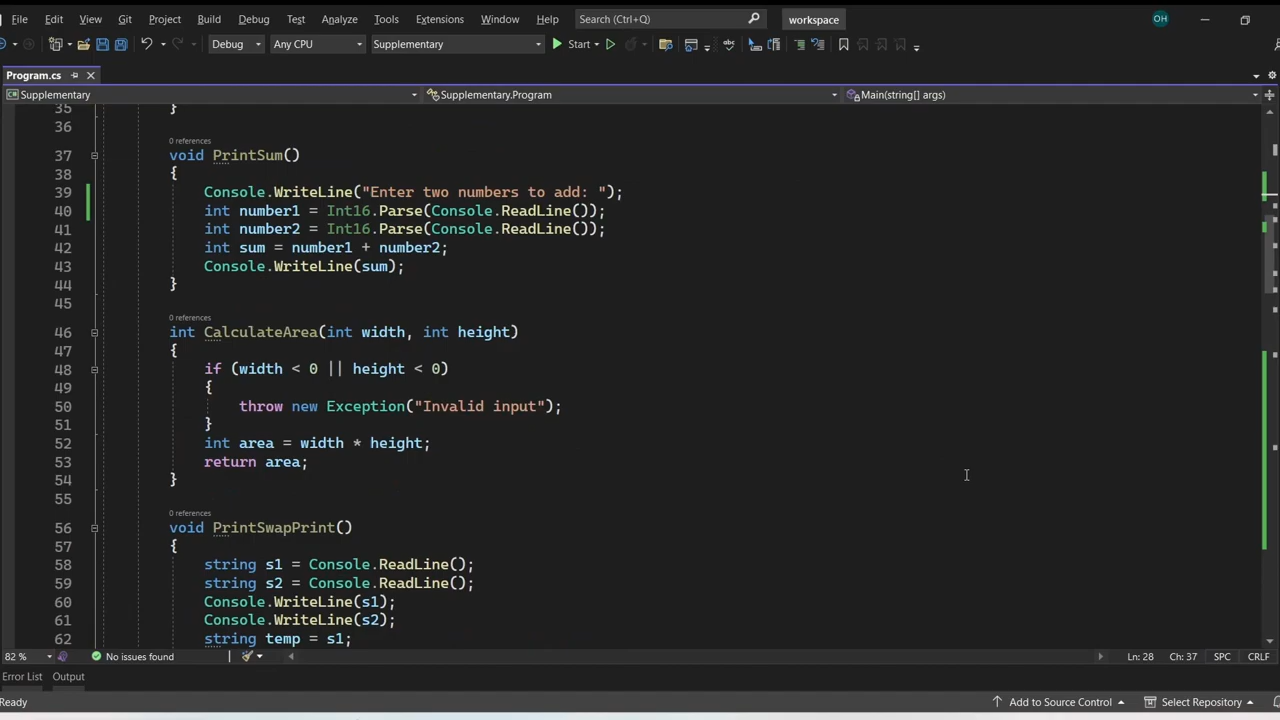 File Edit View Git Project Build Debug Test Analyze Tools Extensions Window Help Search (Ctrl+Q) workspace OH
Debug Any CPU Supplementary Start
Program.cs
Supplementary Supplementary.Program Main(string[] args)
35 }
36
0 references
37 void PrintSum()
38 {
39 Console.WriteLine("Enter two numbers to add: ");
40 int number1 = Int16.Parse(Console.ReadLine());
41 int number2 = Int16.Parse(Console.ReadLine());
42 int sum = number1 + number2;
43 Console.WriteLine(sum);
44 }
45
0 references
46 int CalculateArea(int width, int height)
47 {
48 if (width < 0 || height < 0)
49 {
50 throw new Exception("Invalid input");
51 }
52 int area = width * height;
53 return area;
54 }
55
0 references
56 void PrintSwapPrint()
57 {
58 string s1 = Console.ReadLine();
59 string s2 = Console.ReadLine();
60 Console.WriteLine(s1);
61 Console.WriteLine(s2);
62 string temp = s1;
82 % No issues found Ln: 28 Ch: 37 SPC CRLF
Error List Output
Ready Add to Source Control Select Repository